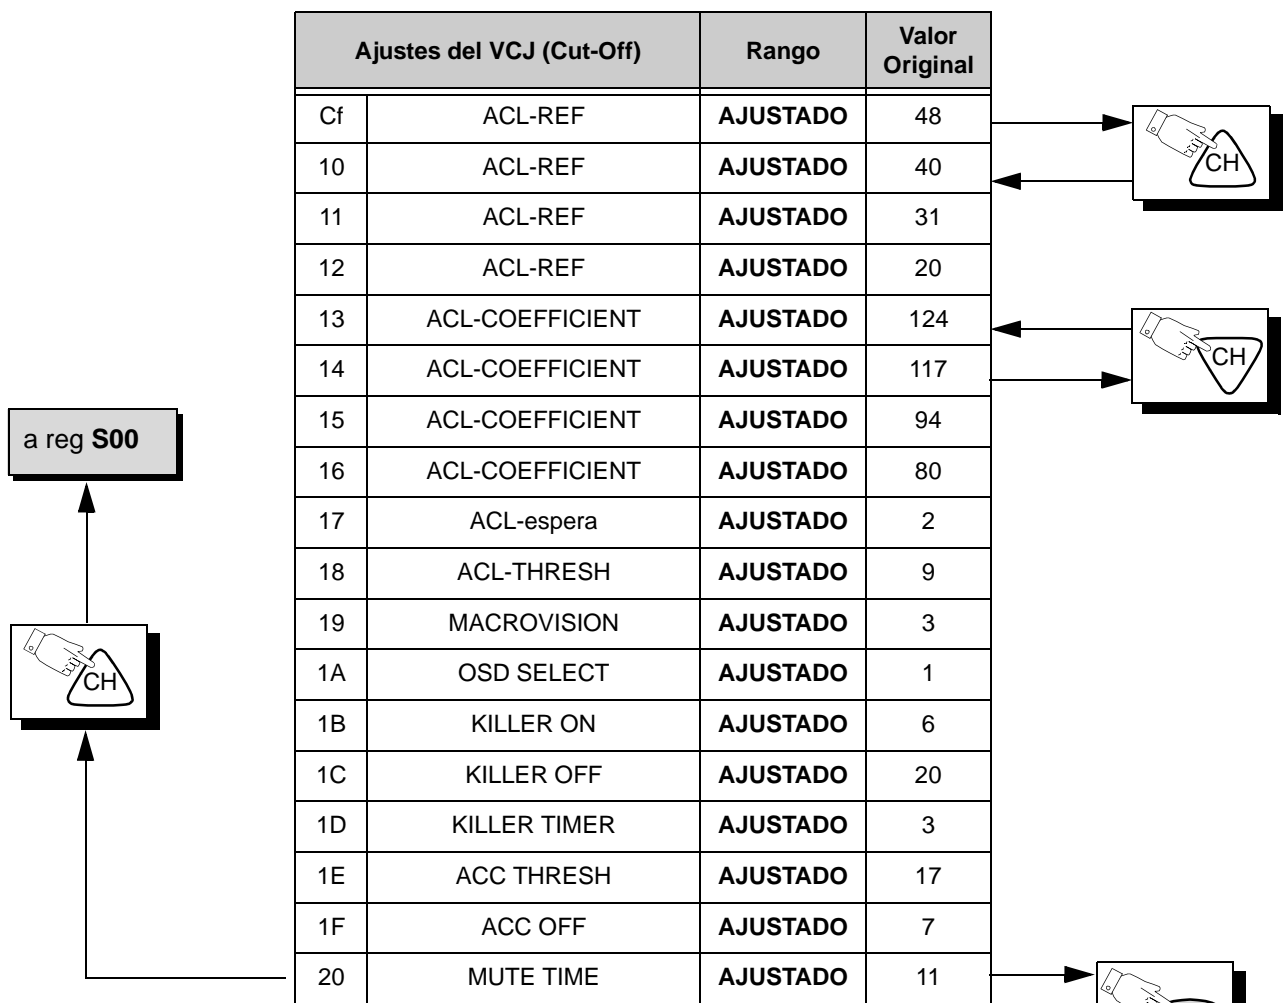 Ajustes del VCJ (Cut-Off) Rango Valor Original
Cf ACL-REF AJUSTADO 48
CH
10 ACL-REF AJUSTADO 40
11 ACL-REF AJUSTADO 31
12 ACL-REF AJUSTADO 20
13 ACL-COEFFICIENT AJUSTADO 124
CH
14 ACL-COEFFICIENT AJUSTADO 117
15 ACL-COEFFICIENT AJUSTADO 94
a reg S00
16 ACL-COEFFICIENT AJUSTADO 80
17 ACL-espera AJUSTADO 2
18 ACL-THRESH AJUSTADO 9
19 MACROVISION AJUSTADO 3
1A OSD SELECT AJUSTADO 1
CH
1B KILLER ON AJUSTADO 6
1C KILLER OFF AJUSTADO 20
1D KILLER TIMER AJUSTADO 3
1E ACC THRESH AJUSTADO 17
1F ACC OFF AJUSTADO 7
20 MUTE TIME AJUSTADO 11